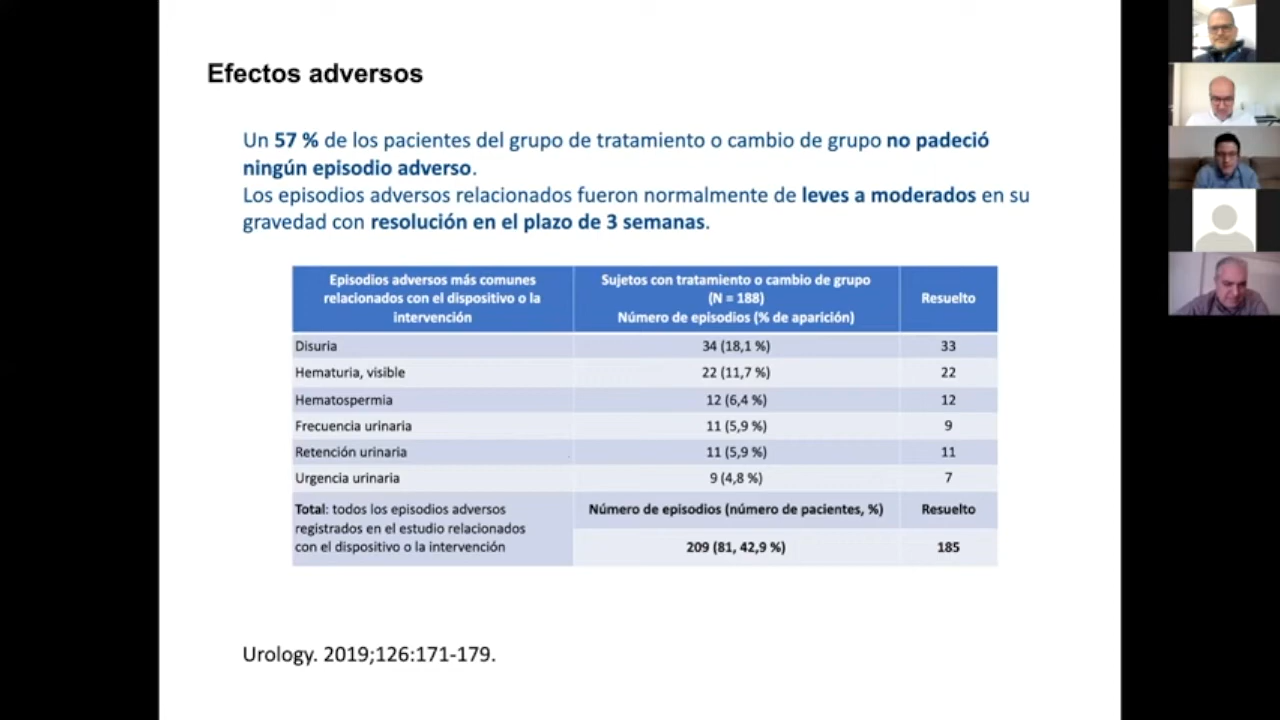 Efectos adversos
Un 57 % de los pacientes del grupo de tratamiento o cambio de grupo no padeció
ningún episodio adverso.
Los episodios adversos relacionados fueron normalmente de leves a moderados en su
gravedad con resolución en el plazo de 3 semanas.
Episodios adversos más comunes
relacionados con el dispositivo o la
intervención
Sujetos con tratamiento o cambio de grupo
(N = 188)
Número de episodios (% de aparición)
Resuelto
Disuria 34 (18,1 %) 33
Hematuria, visible 22 (11,7 %) 22
Hematospermia 12 (6,4 %) 12
Frecuencia urinaria 11 (5,9 %) 9
Retención urinaria 11 (5,9 %) 11
Urgencia urinaria 9 (4,8 %) 7
Total: todos los episodios adversos
registrados en el estudio relacionados
con el dispositivo o la intervención
Número de episodios (número de pacientes, %) Resuelto
209 (81, 42,9 %) 185
Urology. 2019;126:171-179.